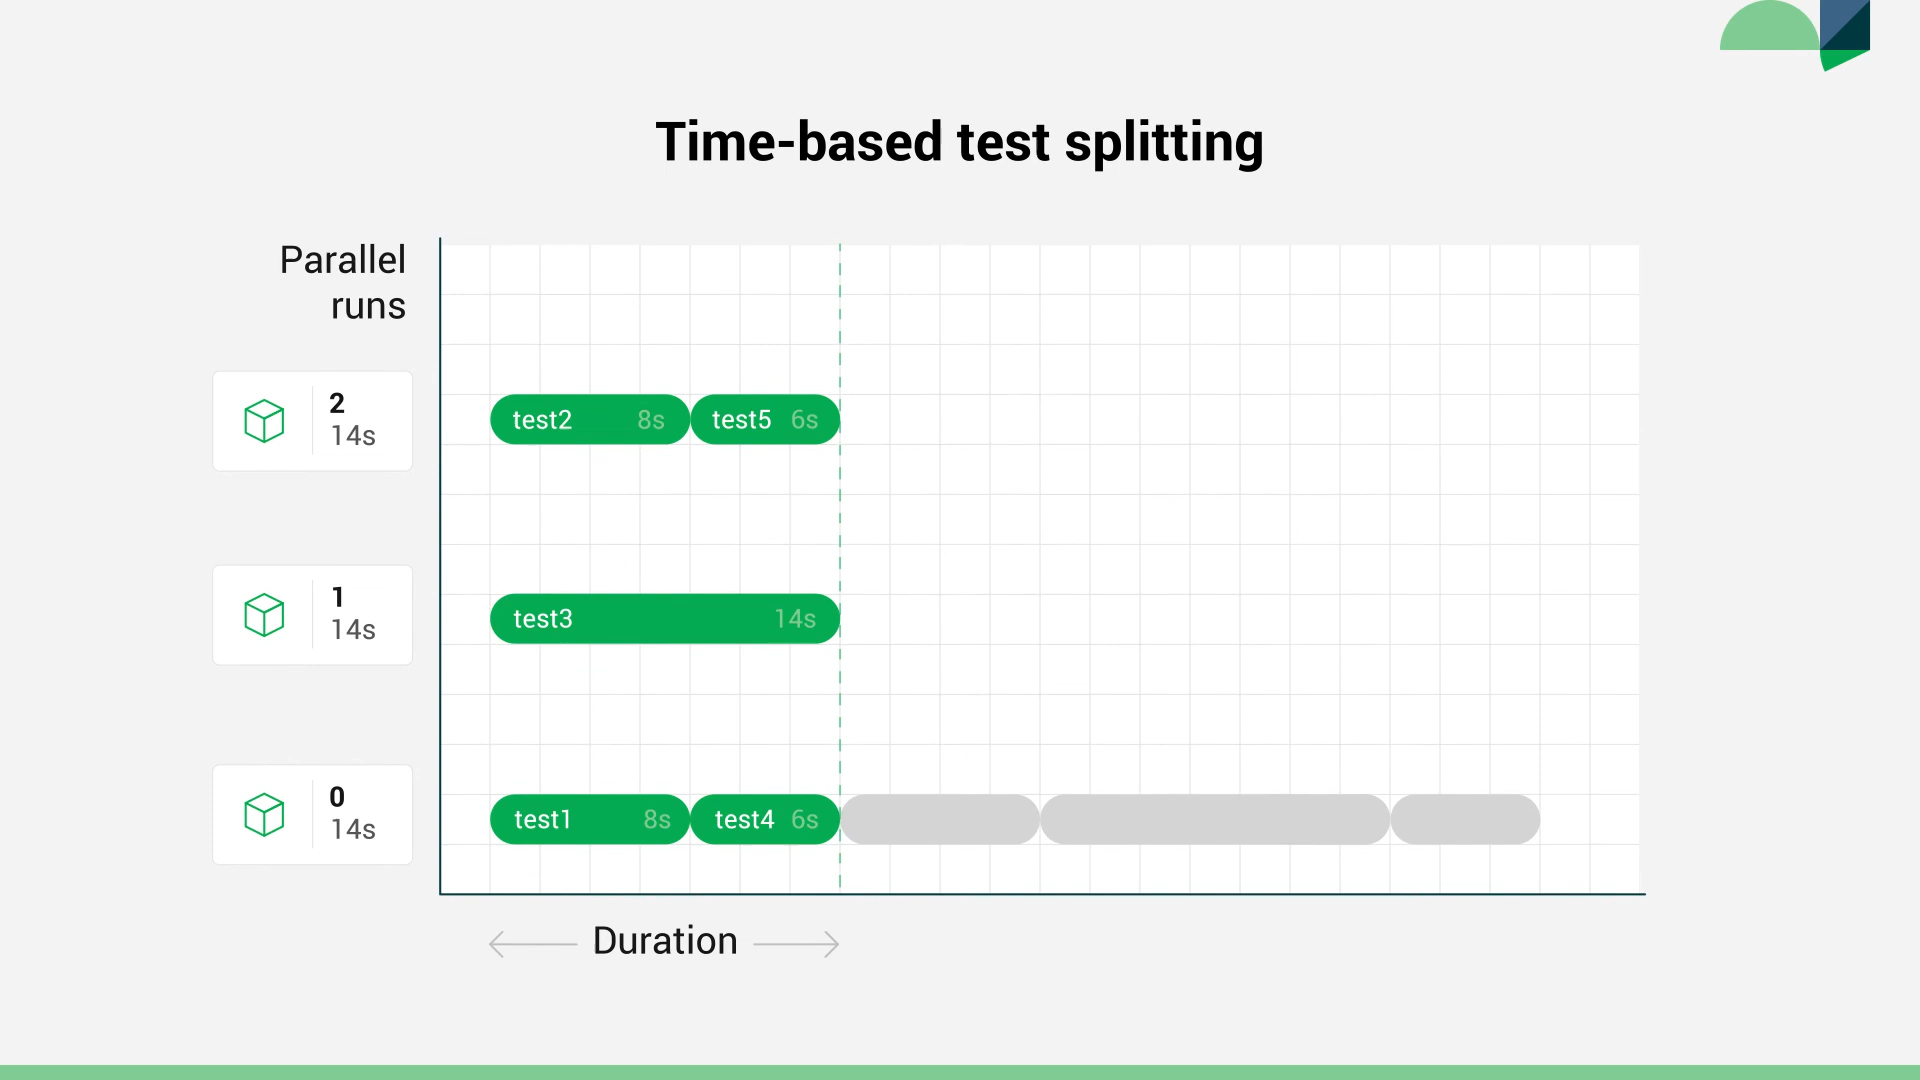 Time-based test splitting
Parallel
runs
2
14s
test2 8s test5 6s
1
14s
test3 14s
0
14s
test1 8s test4 6s
Duration